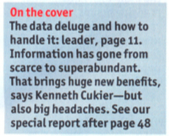 On the cover
The data deluge and how to
handle it: leader, page 11.
Information has gone from
scarce to superabundant.
That brings huge new benefits,
says Kenneth Cukier—but
also big headaches. See our
special report after page 48